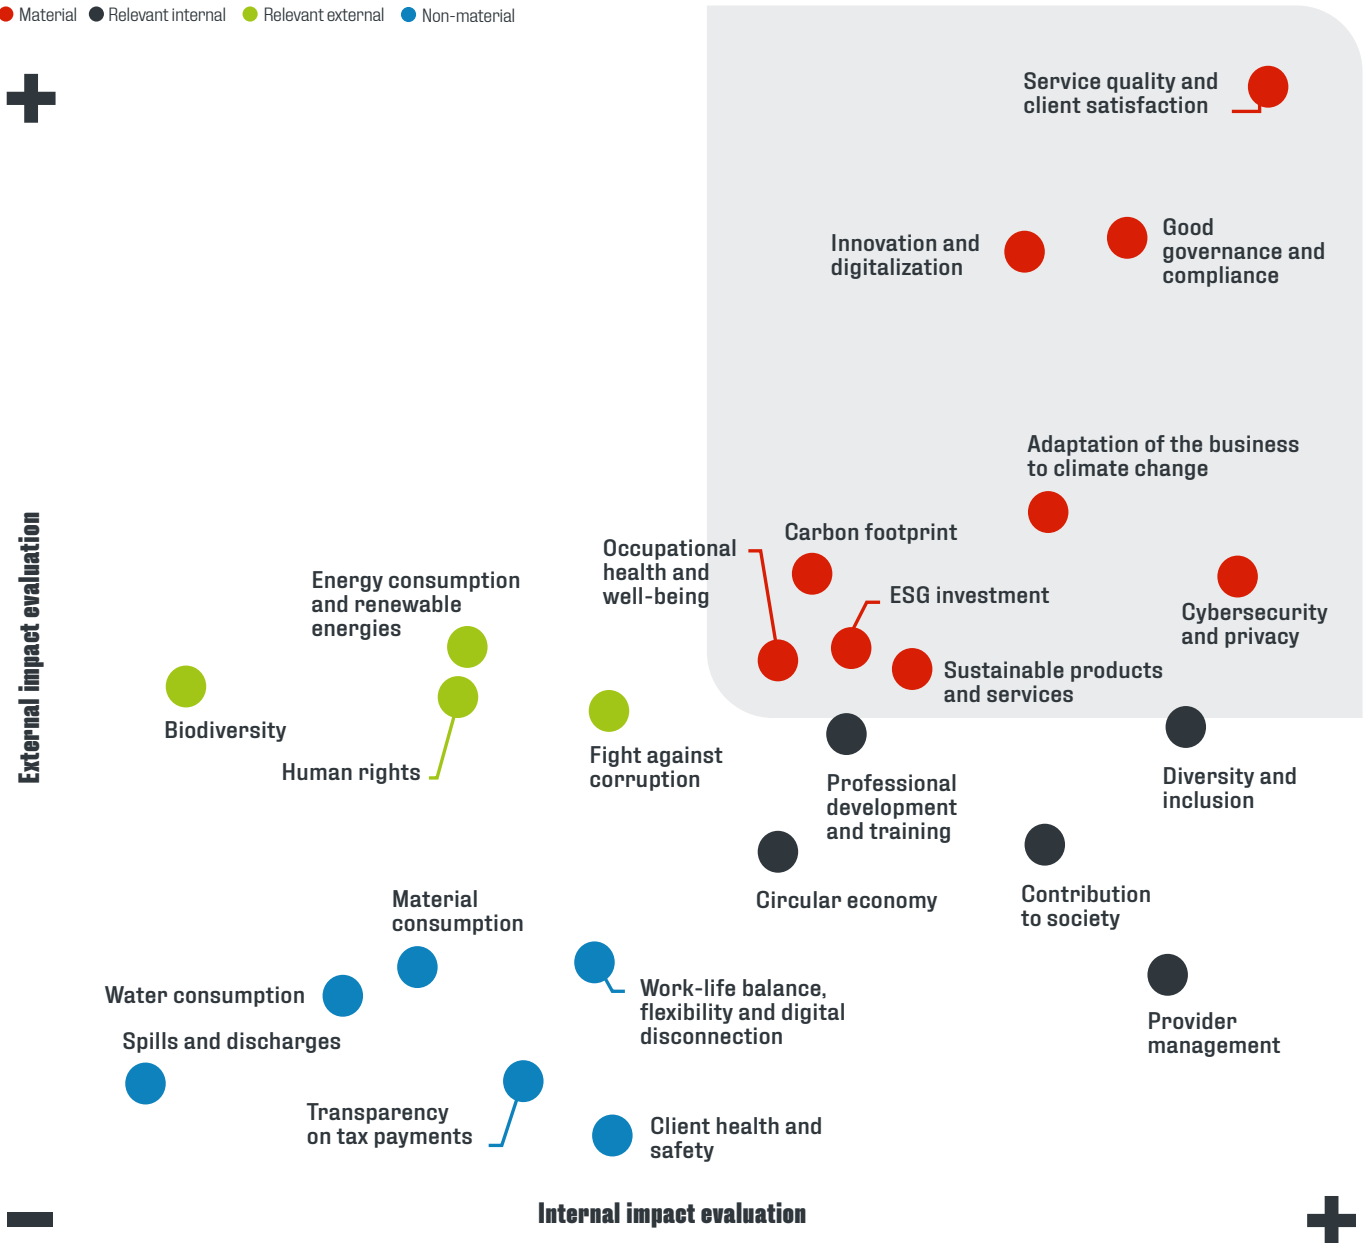 Material
Relevant internal
Relevant external
Non-material
Service quality and
client satisfaction
Innovation and
digitalization
Good
governance and
compliance
Adaptation of the business
to climate change
Carbon footprint
Occupational
health and
well-being
ESG investment
Energy consumption
and renewable
energies
Cybersecurity
and privacy
Sustainable products
and services
External impact evaluation
Biodiversity
Human rights
Fight against
corruption
Professional
development
and training
Diversity and
inclusion
Circular economy
Contribution
to society
Material
consumption
Water consumption
Work-life balance,
flexibility and digital
disconnection
Provider
management
Spills and discharges
Transparency
on tax payments
Client health and
safety
Internal impact evaluation